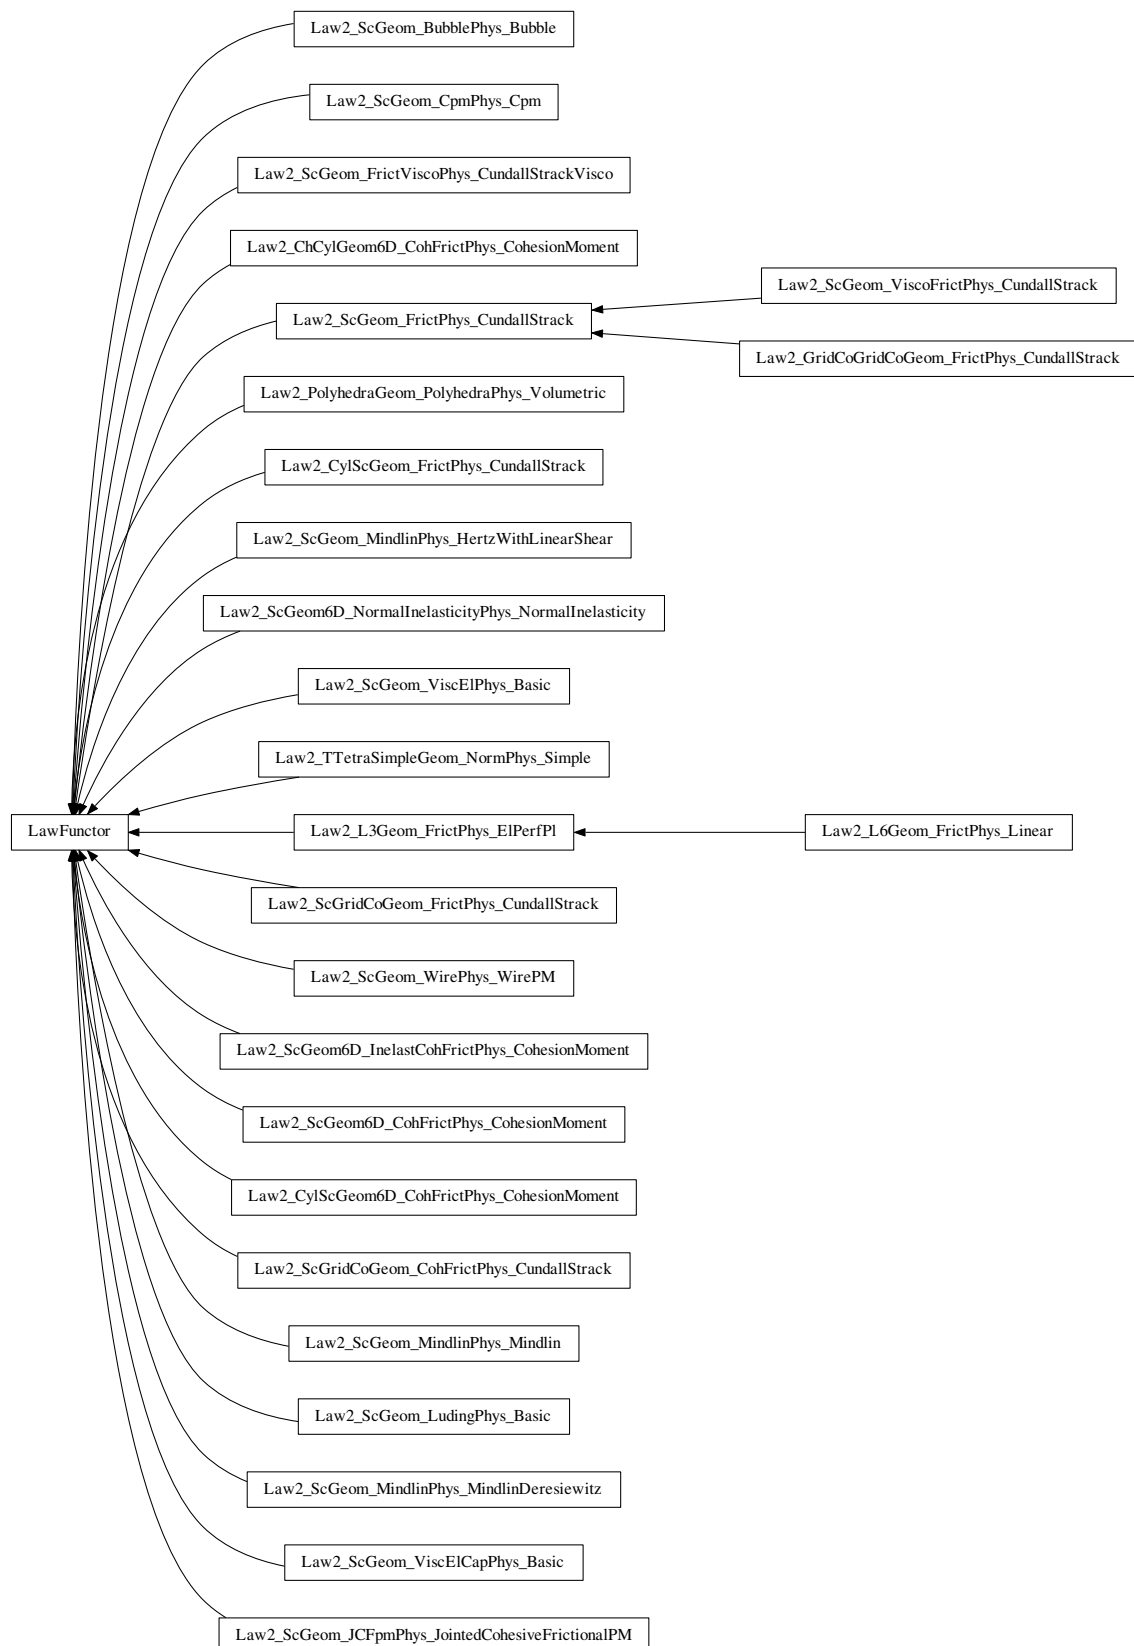 Law2_ScGeom_BubblePhys_Bubble
Law2_ScGeom_CpmPhys_Cpm
Law2_ScGeom_FrictViscoPhys_CundallStrackVisco
Law2_ChCylGeom6D_CohFrictPhys_CohesionMoment
Law2_ScGeom_ViscoFrictPhys_CundallStrack
Law2_ScGeom_FrictPhys_CundallStrack
Law2_GridCoGridCoGeom_FrictPhys_CundallStrack
Law2_PolyhedraGeom_PolyhedraPhys_Volumetric
Law2_CylScGeom_FrictPhys_CundallStrack
Law2_ScGeom_MindlinPhys_HertzWithLinearShear
Law2_ScGeom6D_NormalInelasticityPhys_NormalInelasticity
Law2_ScGeom_ViscElPhys_Basic
Law2_TTetraSimpleGeom_NormPhys_Simple
LawFunctor
Law2_L3Geom_FrictPhys_ElPerfPl
Law2_L6Geom_FrictPhys_Linear
Law2_ScGridCoGeom_FrictPhys_CundallStrack
Law2_ScGeom_WirePhys_WirePM
Law2_ScGeom6D_InelastCohFrictPhys_CohesionMoment
Law2_ScGeom6D_CohFrictPhys_CohesionMoment
Law2_CylScGeom6D_CohFrictPhys_CohesionMoment
Law2_ScGridCoGeom_CohFrictPhys_CundallStrack
Law2_ScGeom_MindlinPhys_Mindlin
Law2_ScGeom_LudingPhys_Basic
Law2_ScGeom_MindlinPhys_MindlinDeresiewitz
Law2_ScGeom_ViscElCapPhys_Basic
Law2_ScGeom_JCFpmPhys_JointedCohesiveFrictionalPM